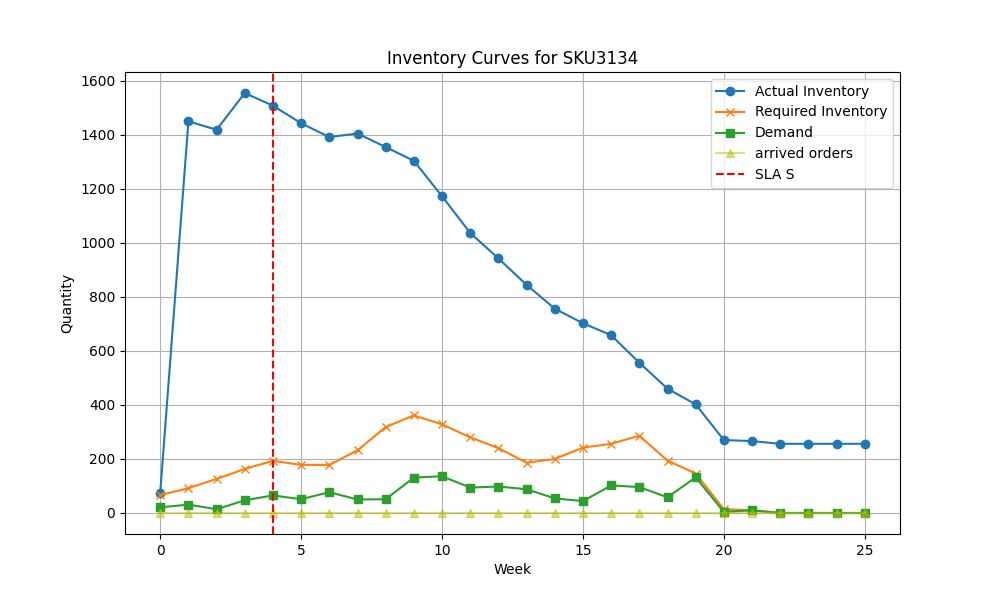 Inventory Curves for SKU3134
1600
1400
1200
1000
800
600
400
200
0
Quantity
Actual Inventory
Required Inventory
Demand
arrived orders
SLA S
0 5 10 15 20 25
Week